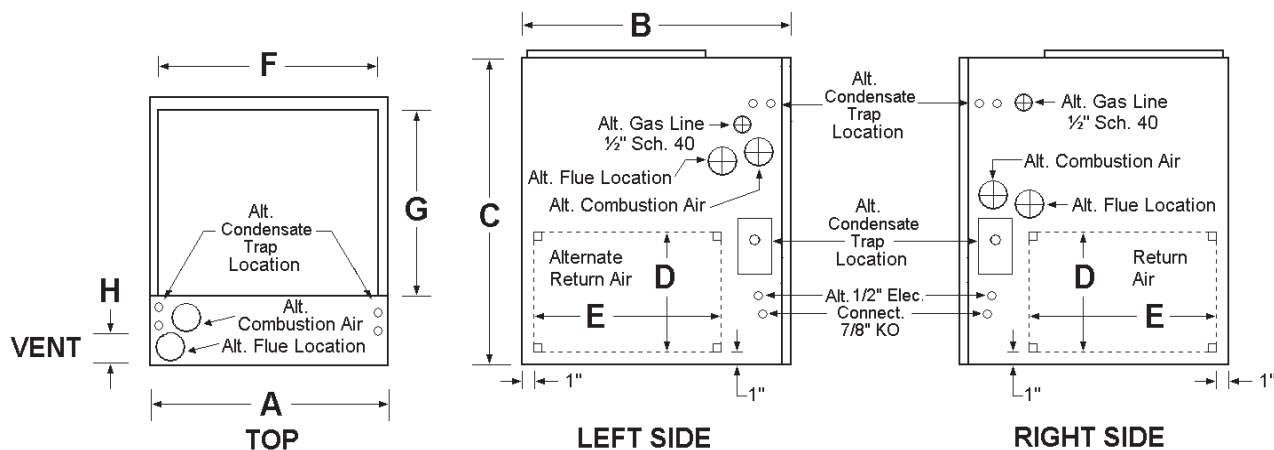 F
G
Alt.
Condensate
Trap
Location
H
VENT
Alt.
Combustion Air
Alt. Flue Location
A
TOP
B
C
Alt. Gas Line
½" Sch. 40
Alt. Flue Location
Alt. Combustion Air
Alternate
Return Air
D
E
1"
1"
LEFT SIDE
Alt.
Condensate
Trap
Location
Alt.
Condensate
Trap
Location
Alt. 1/2" Elec.
Connect.
7/8" KO
Alt. Gas Line
½" Sch. 40
Alt. Combustion Air
Alt. Flue Location
Return
Air
D
E
1"
1"
RIGHT SIDE